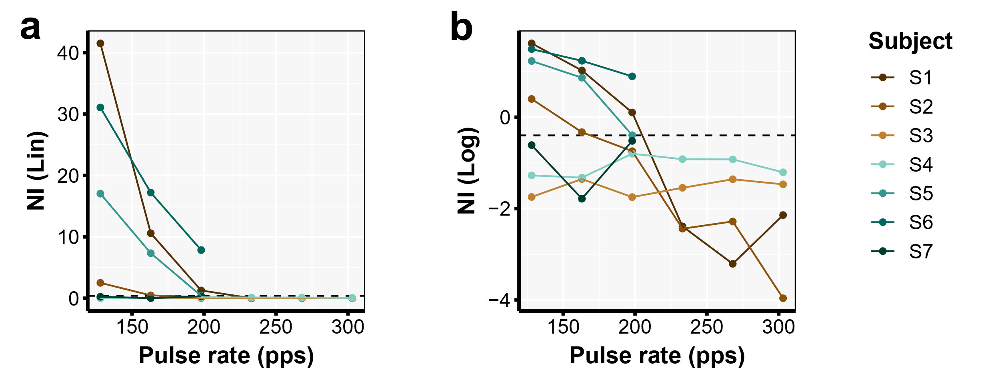 a
NI (Lin)
40
30
20
10
0
150 200 250 300
Pulse rate (pps)
b
NI (Log)
0
−2
−4
150 200 250 300
Pulse rate (pps)
Subject
S1
S2
S3
S4
S5
S6
S7